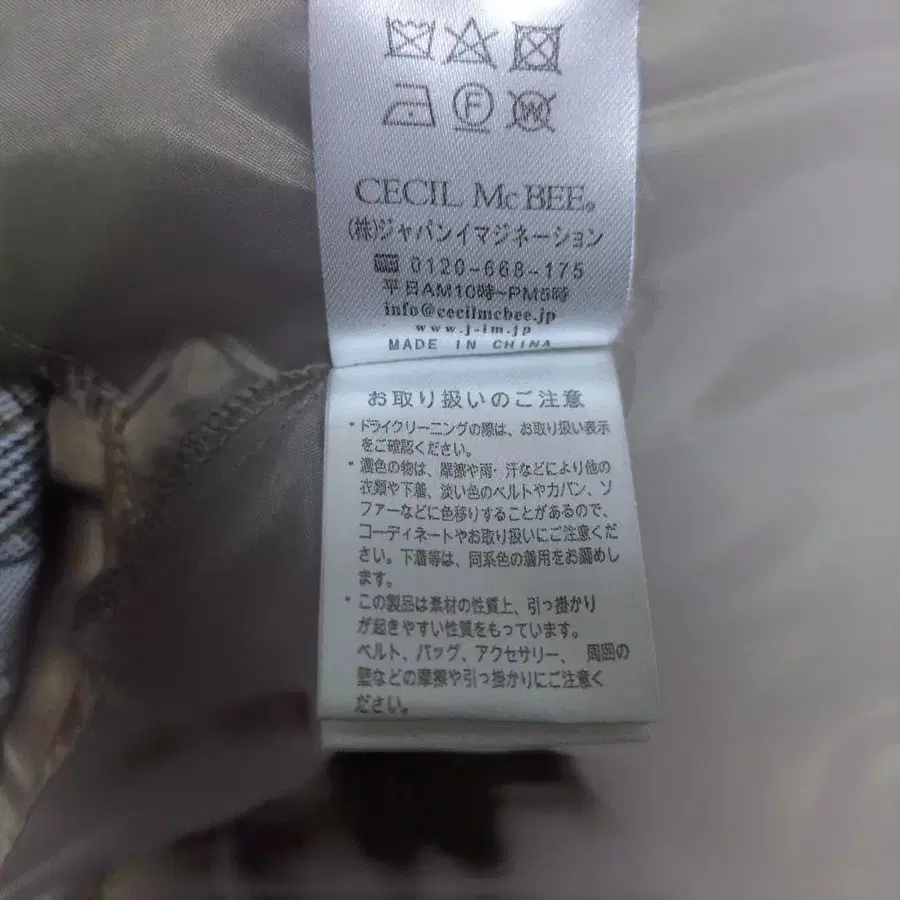 CECIL McBEE®
(株)ジャパンイマジネーション
0120-668-175
平日AM10時~PM5時
info@cecilmcbee.jp
www.j-im.jp
MADE IN CHINA
お取り扱いのご注意
・ドライクリーニングの際は、お取り扱い表示
をご確認ください。
・濃色の物は、摩擦や雨・汗などにより他の
衣類や下着、淡い色のベルトやカバン、ソ
ファーなどに色移りすることがあるので、
コーディネートやお取り扱いにご注意くだ
さい。下着等は、同系色の着用をお薦めし
ます。
・この製品は素材の性質上、引っ掛かり
が起きやすい性質をもっています。
ベルト、バッグ、アクセサリー、 周囲の
壁などの摩擦や引っ掛かりにご注意く
ださい。